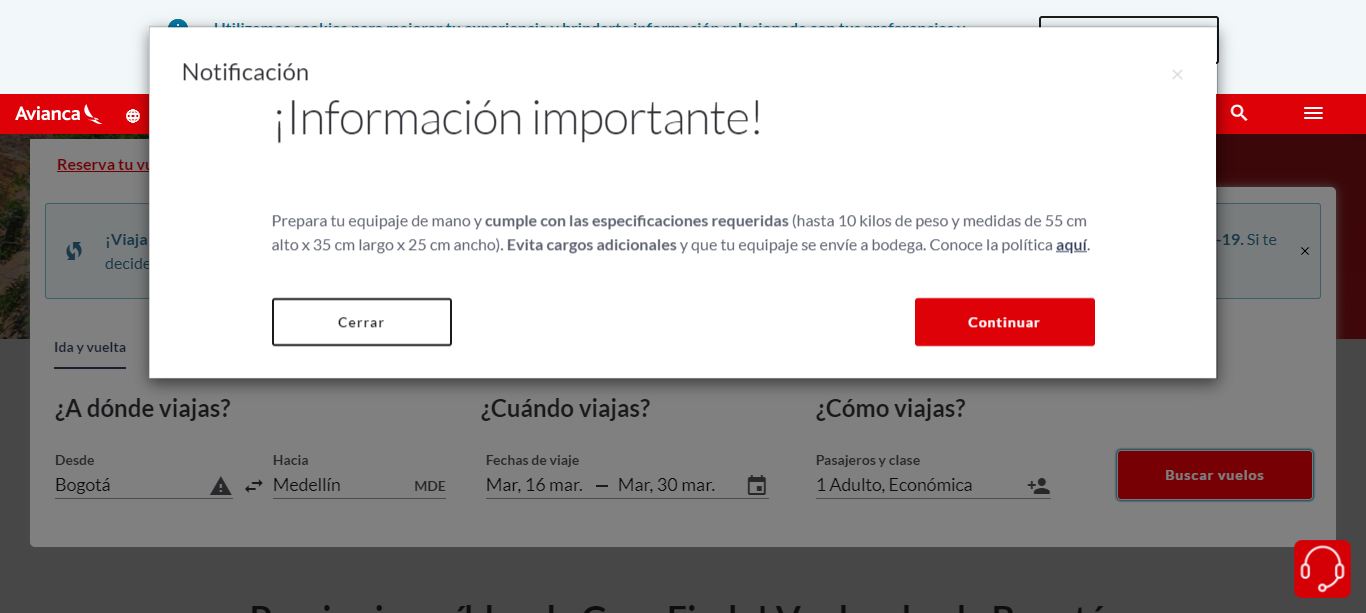 Utilizamos cookies para mejorar tu experiencia y brindarte información relacionada con tus preferencias y
Notificación
×
¡Información importante!
Avianca
Reserva tu vu
Prepara tu equipaje de mano y cumple con las especificaciones requeridas (hasta 10 kilos de peso y medidas de 55 cm
alto x 35 cm largo x 25 cm ancho). Evita cargos adicionales y que tu equipaje se envíe a bodega. Conoce la política aquí.
¡Viaja
-19. Si te
decide
Cerrar
Continuar
Ida y vuelta
¿A dónde viajas?
¿Cuándo viajas?
¿Cómo viajas?
Desde
Hacia
Fechas de viaje
Pasajeros y clase
Bogotá
Medellín
MDE
Mar, 16 mar.
—
Mar, 30 mar.
1 Adulto, Económica
Buscar vuelos